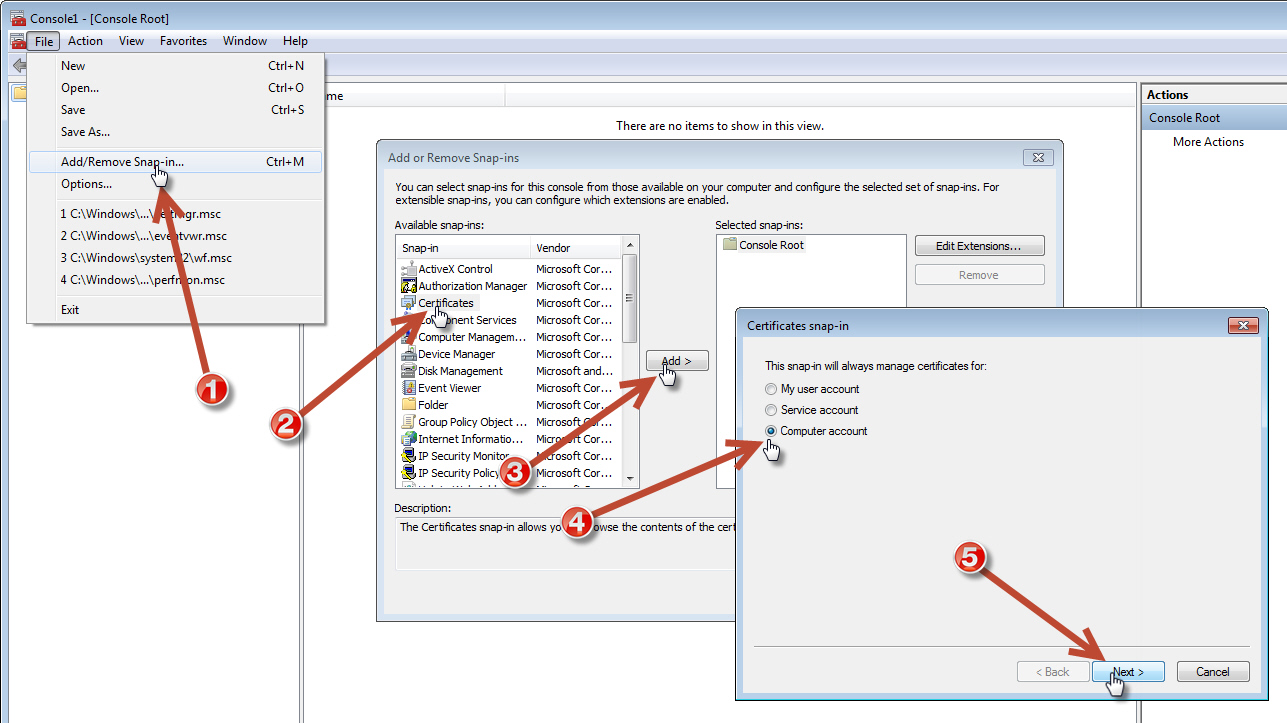 Console1 - [Console Root]
File Action View Favorites Window Help
New Ctrl+N
Open... Ctrl+O
Save Ctrl+S
Save As...
Add/Remove Snap-in... Ctrl+M
Options...
1 C:\Windows\...\mgr.msc
2 C:\Windows\...\eventvwr.msc
3 C:\Windows\system32\wf.msc
4 C:\Windows\...\perfmon.msc
Exit
me
There are no items to show in this view.
Actions
Console Root
More Actions
Add or Remove Snap-ins
You can select snap-ins for this console from those available on your computer and configure the selected set of snap-ins. For
extensible snap-ins, you can configure which extensions are enabled.
Available snap-ins:
Snap-in Vendor
ActiveX Control Microsoft Cor...
Authorization Manager Microsoft Cor...
Certificates Microsoft Cor...
Component Services Microsoft Cor...
Computer Managem... Microsoft Cor...
Device Manager Microsoft Cor...
Disk Management Microsoft and...
Event Viewer Microsoft Cor...
Folder Microsoft Cor...
Group Policy Object ... Microsoft Cor...
Internet Informatio... Microsoft Cor...
IP Security Monitor Microsoft Cor...
IP Security Policy Microsoft Cor...
Add >
Selected snap-ins:
Console Root
Edit Extensions...
Remove
Description:
The Certificates snap-in allows you to browse the contents of the cert
Certificates snap-in
This snap-in will always manage certificates for:
My user account
Service account
Computer account
< Back Next > Cancel
1
2
3
4
5